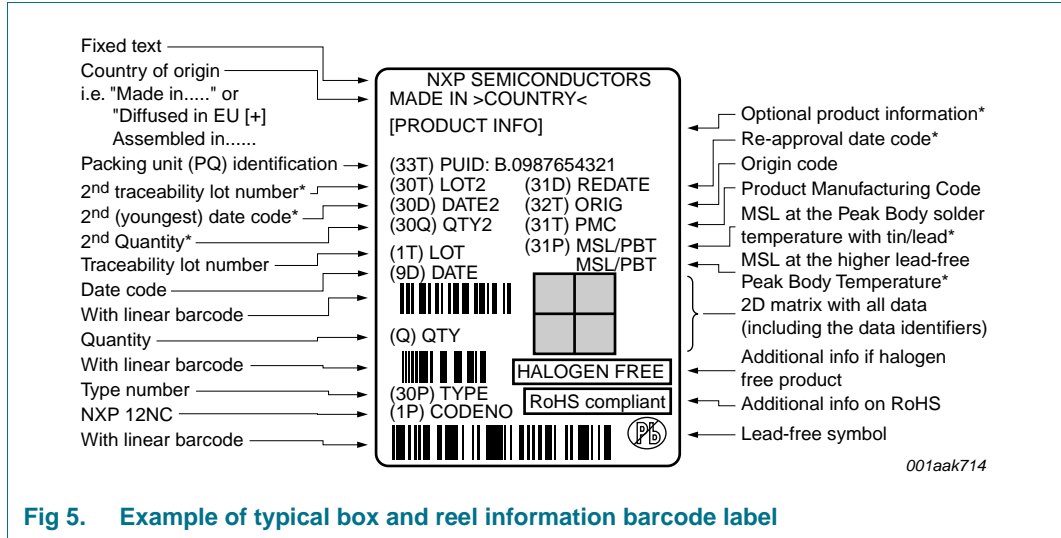 Fixed text
Country of origin
i.e. "Made in....." or
"Diffused in EU [+]
Assembled in......
Packing unit (PQ) identification
2nd traceability lot number*
2nd (youngest) date code*
2nd Quantity*
Traceability lot number
Date code
With linear barcode
Quantity
With linear barcode
Type number
NXP 12NC
With linear barcode
NXP SEMICONDUCTORS
MADE IN >COUNTRY<
[PRODUCT INFO]
(33T) PUID: B.0987654321
(30T) LOT2 (31D) REDATE
(30D) DATE2 (32T) ORIG
(30Q) QTY2 (31T) PMC
(31P) MSL/PBT
(1T) LOT
MSL/PBT
(9D) DATE
(Q) QTY
HALOGEN FREE
(30P) TYPE
RoHS compliant
(1P) CODENO
Pb
Optional product information*
Re-approval date code*
Origin code
Product Manufacturing Code
MSL at the Peak Body solder
temperature with tin/lead*
MSL at the higher lead-free
Peak Body Temperature*
2D matrix with all data
(including the data identifiers)
Additional info if halogen
free product
Additional info on RoHS
Lead-free symbol
001aak714
Fig 5. Example of typical box and reel information barcode label